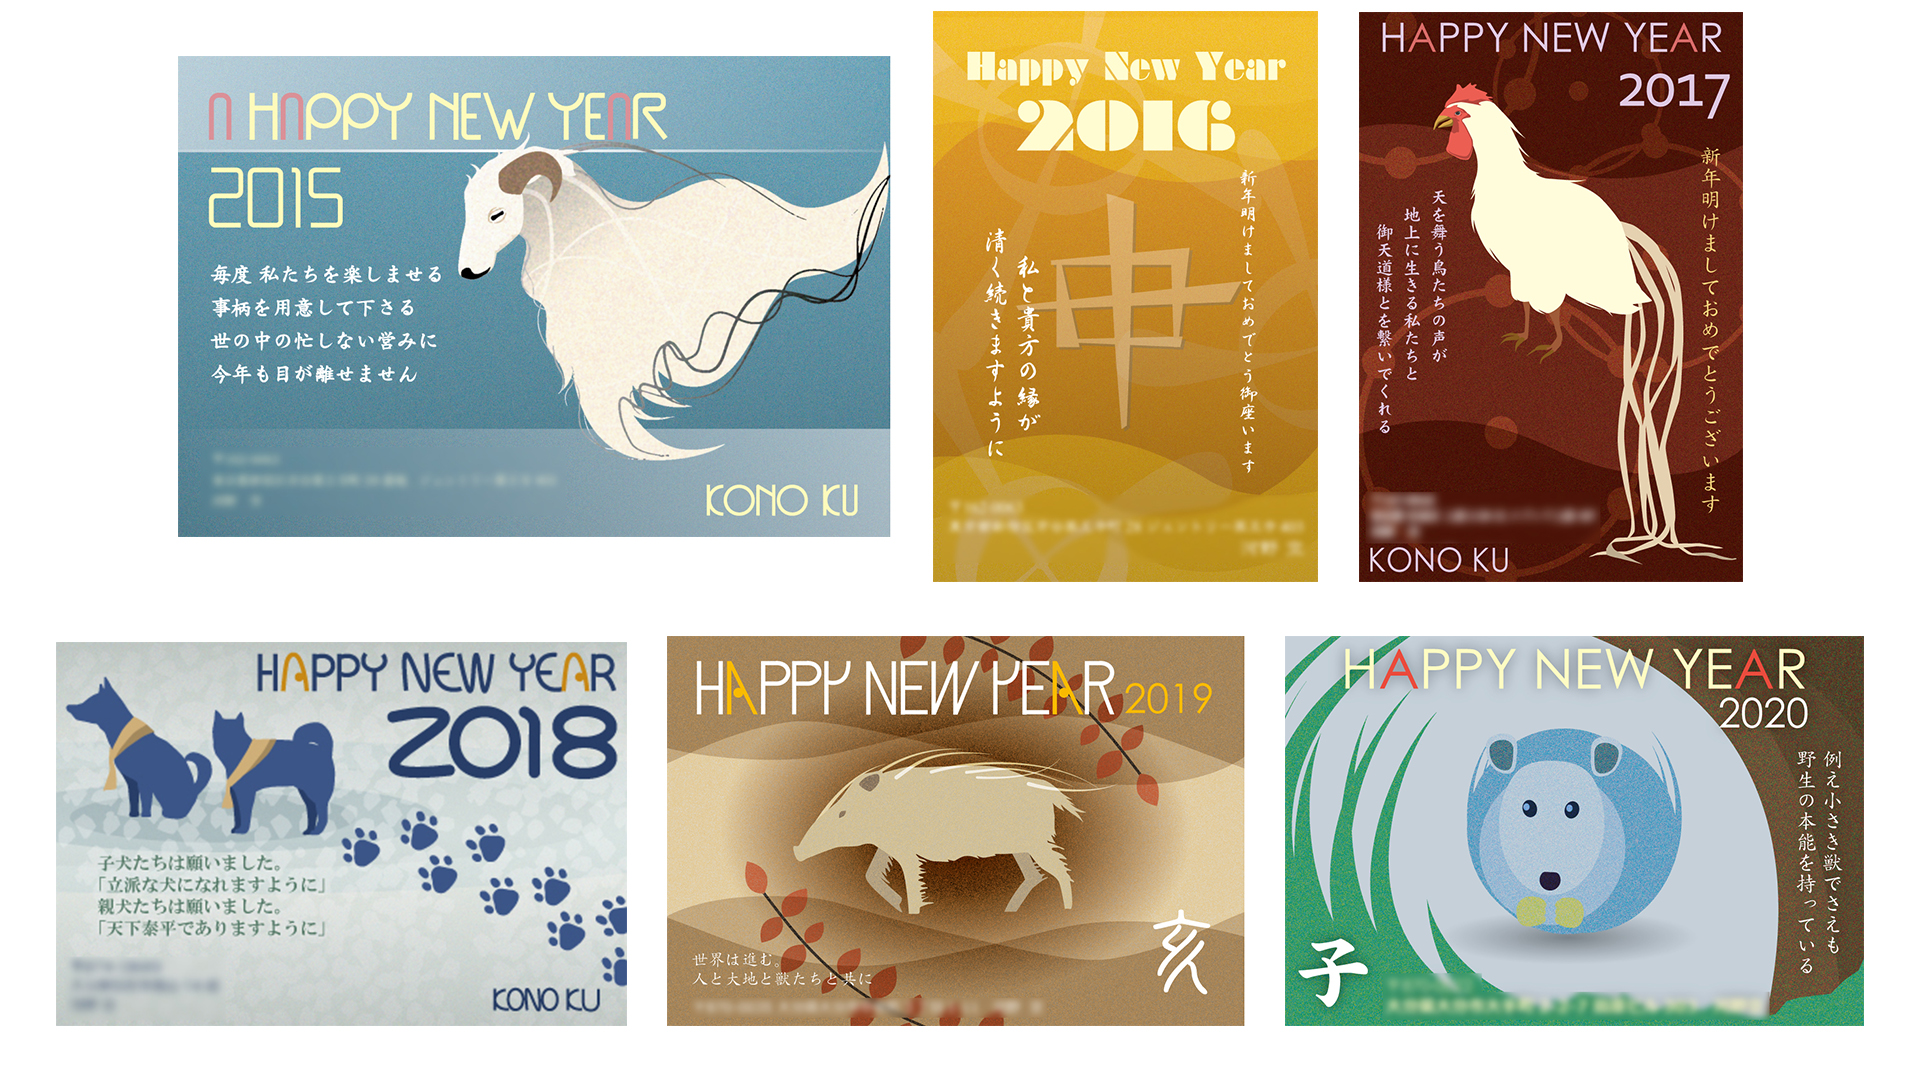 A HAPPY NEW YEAR
2015
毎度 私たちを楽しませる
事柄を用意して下さる
世の中の忙しない営みに
今年も目が離せません
KONO KU
Happy New Year
2016
新年明けましておめでとう御座います
申
私と貴方の縁が
清く続きますように
HAPPY NEW YEAR
2017
新年明けましておめでとうございます
天を舞う鳥たちの声が
地上に生きる私たちと
御天道様とを繋いでくれる
KONO KU
HAPPY NEW YEAR
2018
子犬たちは願いました。
「立派な犬になれますように」
親犬たちは願いました。
「天下泰平でありますように」
KONO KU
HAPPY NEW YEAR 2019
亥
世界は進む。
人と大地と獣たちと共に
HAPPY NEW YEAR
2020
例え小さき獣でさえも
野生の本能を持っている
子